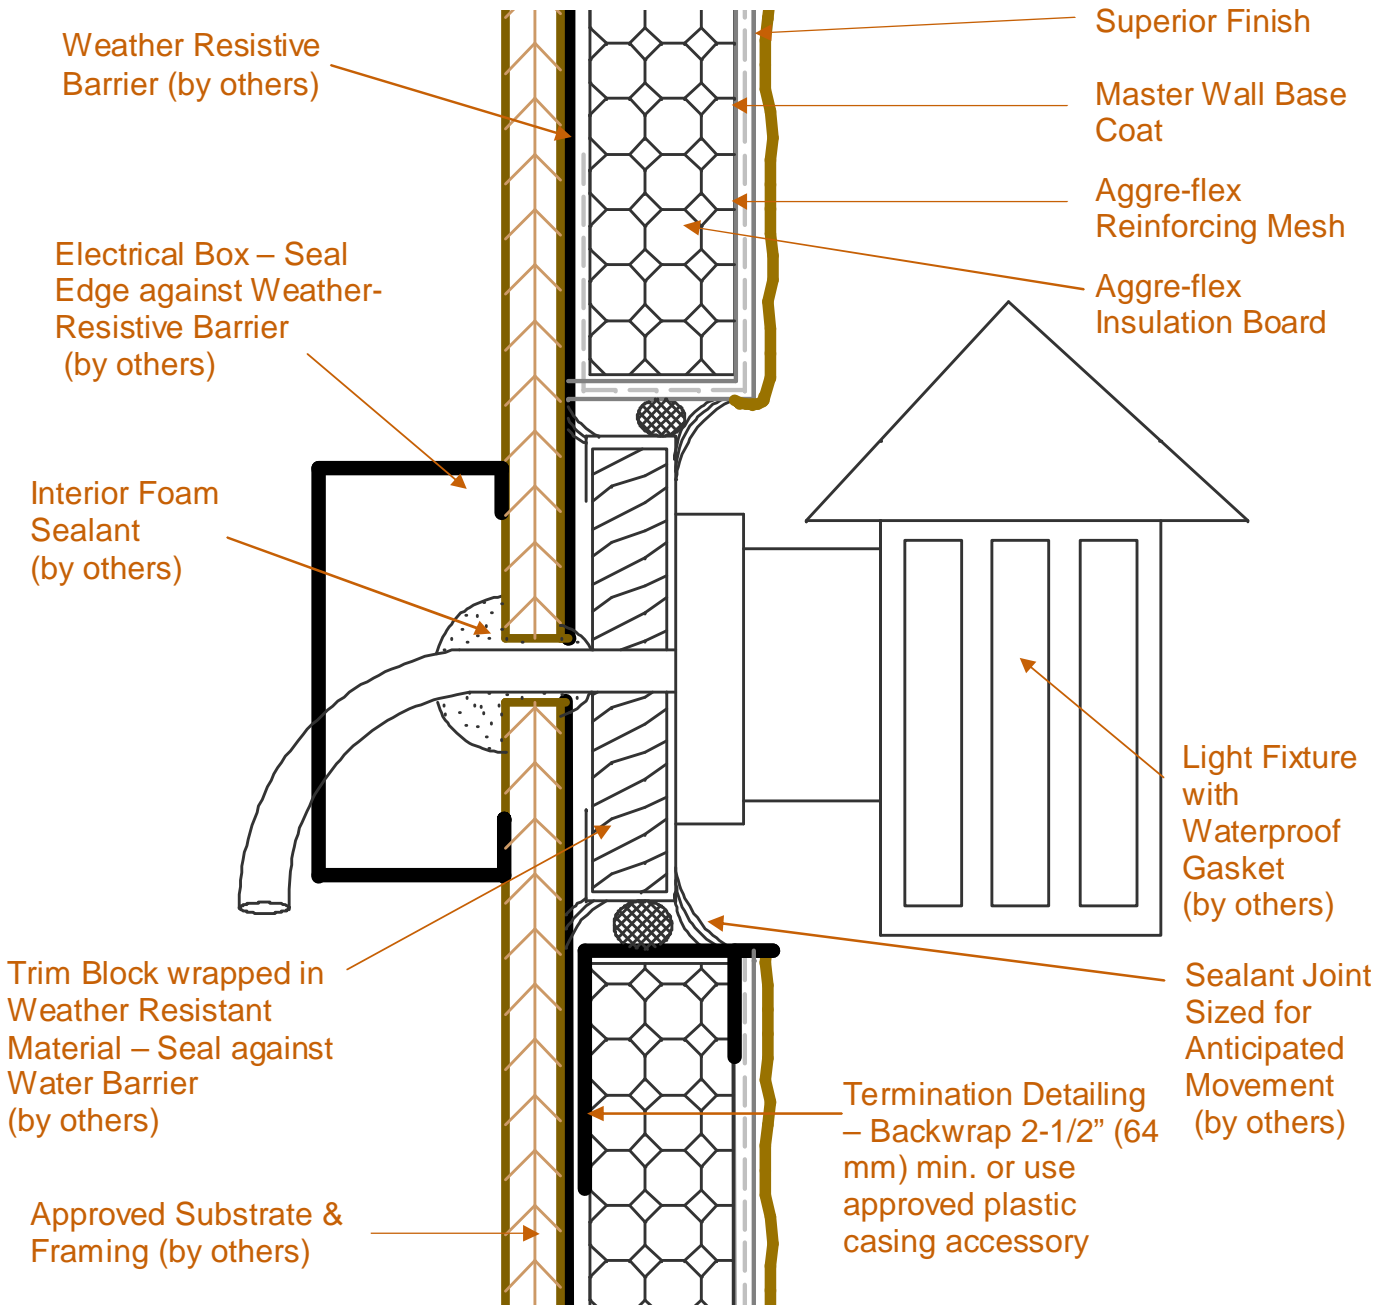 Weather Resistive
Barrier (by others)
Superior Finish
Master Wall Base
Coat
Aggre-flex
Reinforcing Mesh
Aggre-flex
Insulation Board
Electrical Box – Seal
Edge against Weather-
Resistive Barrier
(by others)
Interior Foam
Sealant
(by others)
Light Fixture
with
Waterproof
Gasket
(by others)
Trim Block wrapped in
Weather Resistant
Material – Seal against
Water Barrier
(by others)
Sealant Joint
Sized for
Anticipated
Movement
(by others)
Termination Detailing
– Backwrap 2-1/2” (64
mm) min. or use
approved plastic
casing accessory
Approved Substrate &
Framing (by others)